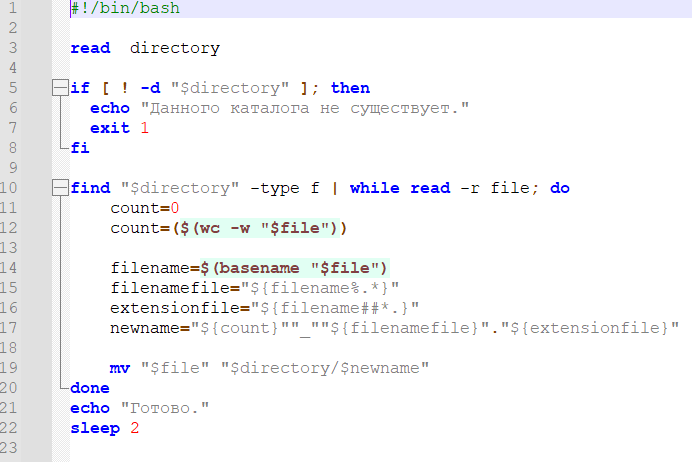 1 #!/bin/bash
2
3 read  directory
4
5 if [ ! -d "$directory" ]; then
6   echo "Данного каталога не существует."
7   exit 1
8 fi
9
10 find "$directory" -type f | while read -r file; do
11     count=0
12     count=($(wc -w "$file"))
13
14     filename=$(basename "$file")
15     filenamefile="${filename%.*}"
16     extensionfile="${filename##*.}"
17     newname="${count}""_""${filenamefile}"."${extensionfile}"
18
19     mv "$file" "$directory/$newname"
20 done
21 echo "Готово."
22 sleep 2
23